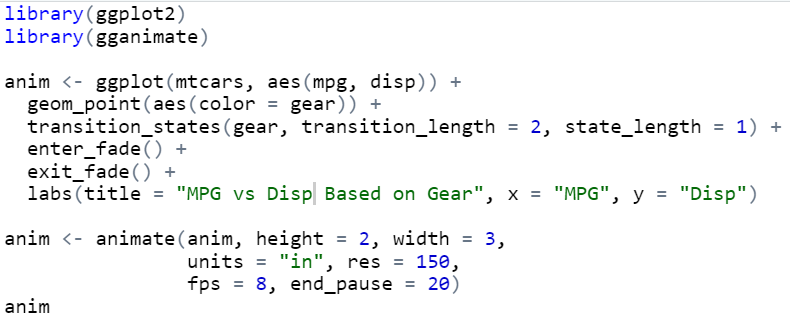 library(ggplot2)
library(gganimate)

anim <- ggplot(mtcars, aes(mpg, disp)) +
  geom_point(aes(color = gear)) +
  transition_states(gear, transition_length = 2, state_length = 1) +
  enter_fade() +
  exit_fade() +
  labs(title = "MPG vs Disp Based on Gear", x = "MPG", y = "Disp")

anim <- animate(anim, height = 2, width = 3,
                units = "in", res = 150,
                fps = 8, end_pause = 20)
anim